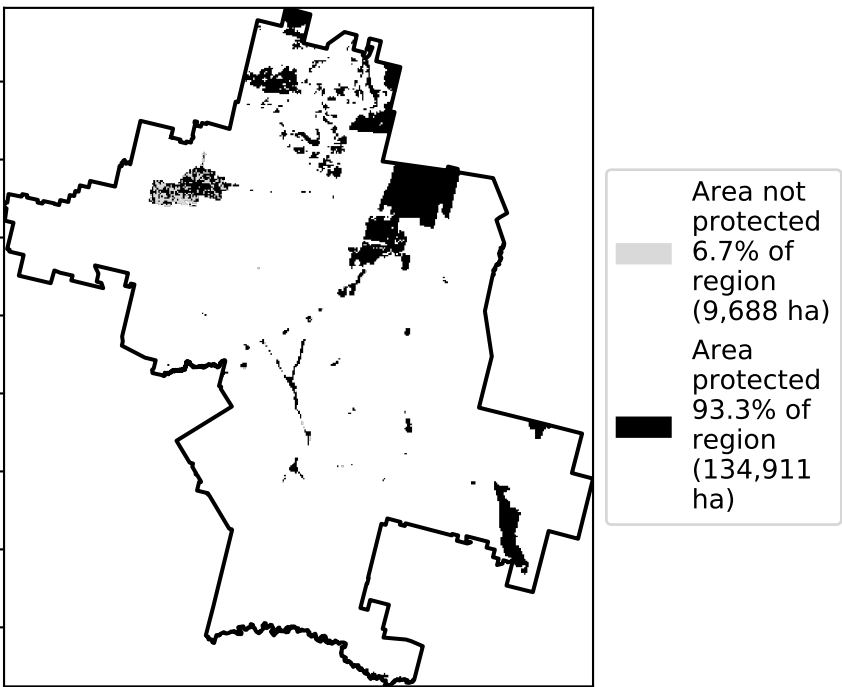 Area not
protected
6.7% of
region
(9,688 ha)
Area
protected
93.3% of
region
(134,911
ha)